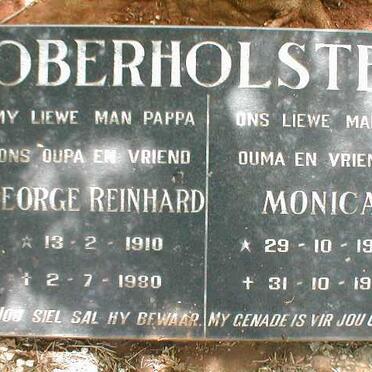 OBERHOLSTE
MY LIEWE MAN PAPPA
ONS OUPA EN VRIEND
EORGE REINHARD
☆ 13-2-1910
† 2-7-1980
JOU SIEL SAL HY BEWAAR.
ONS LIEWE MA
OUMA EN VRIEN
MONICA
☆ 29-10-19
† 31-10-19
MY GENADE IS VIR JOU